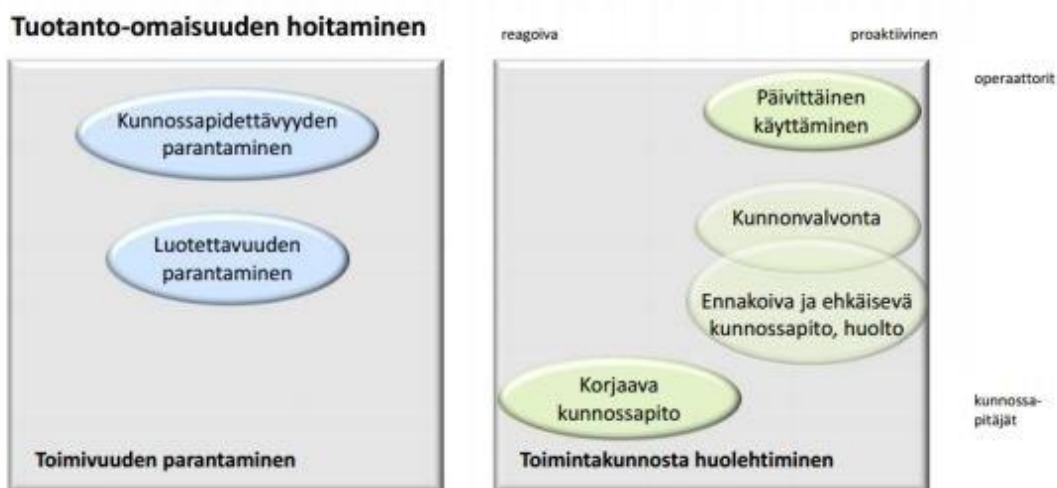 Tuotanto-omaisuuden hoitaminen
reagoiva
proaktiivinen
operaattorit
Kunnossapidettävyyden
parantaminen
Luotettavuuden
parantaminen
Toimivuuden parantaminen
Päivittäinen
käyttäminen
Kunnonvalvonta
Ennakoiva ja ehkäisevä
kunnossapito, huolto
Korjaava
kunnossapito
kunnossa-
pitäjät
Toimintakunnosta huolehtiminen